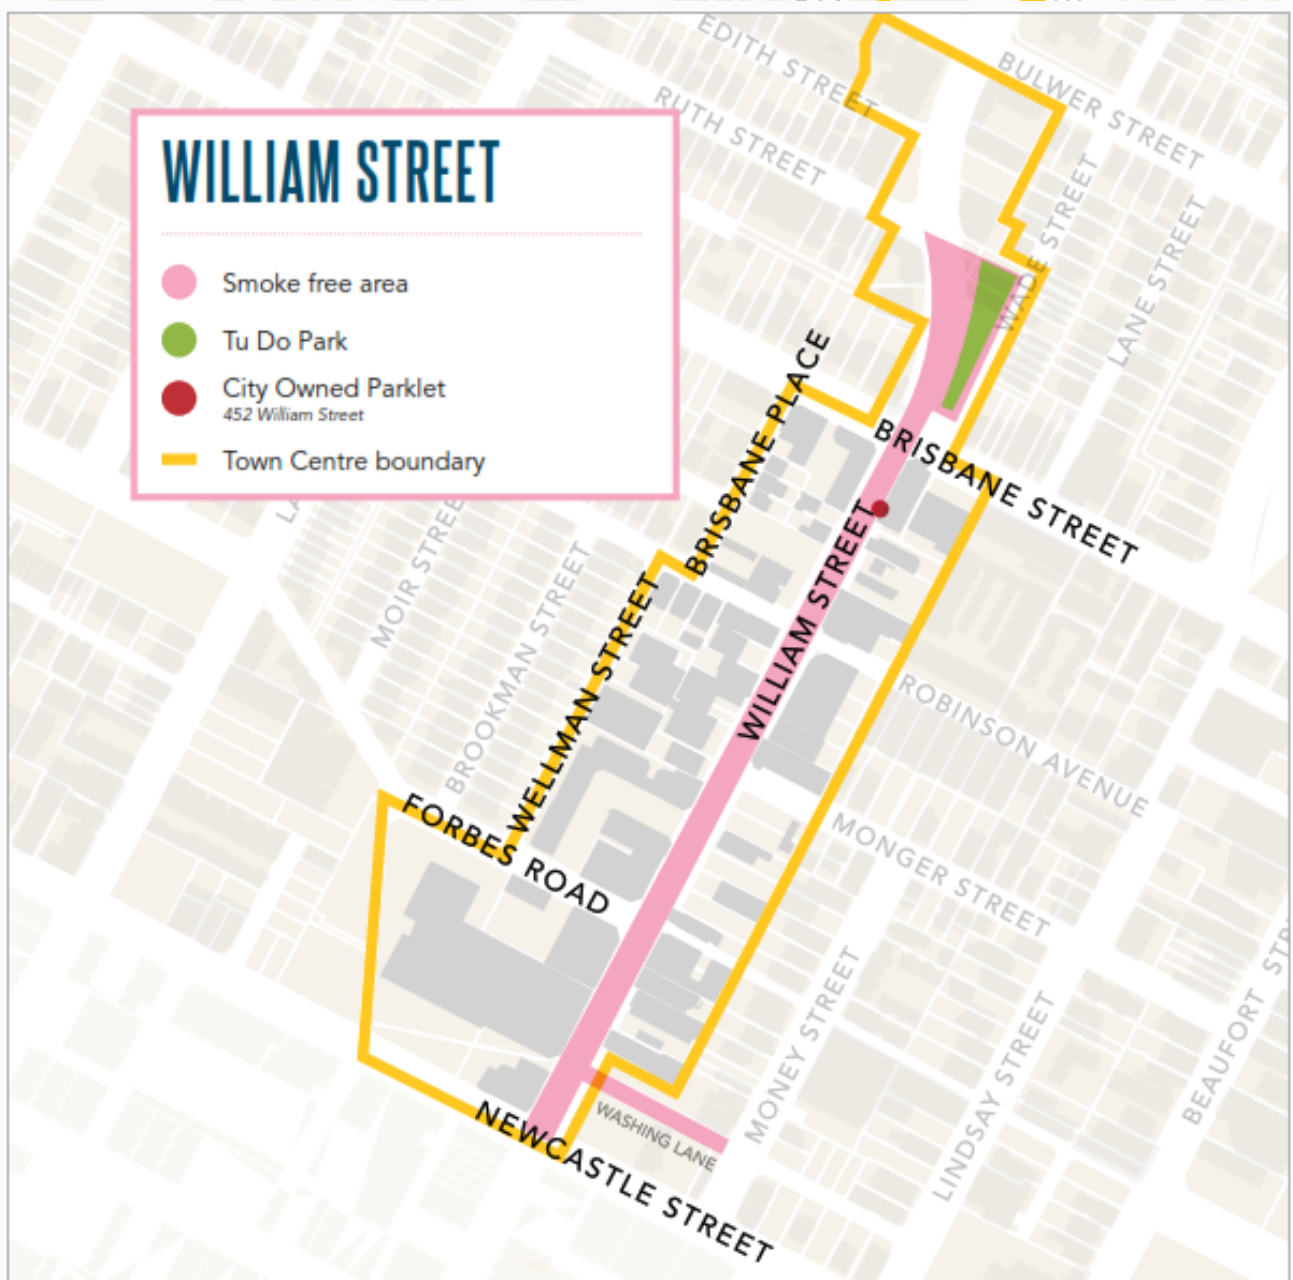 EDITH STREET
BULWER STREET
RUTH STREET
WILLIAM STREET
Smoke free area
Tu Do Park
City Owned Parklet
452 William Street
Town Centre boundary
WADE STREET
LANE STREET
BRISBANE PLACE
BRISBANE STREET
WILLIAM STREET
MOIR STREE
BROOKMAN STREET
WELLMAN STREET
ROBINSON AVENUE
FORBES ROAD
MONGER STREET
MONEY STREET
LINDSAY STREET
BEAUFORT STR
WASHING LANE
NEWCASTLE STREET